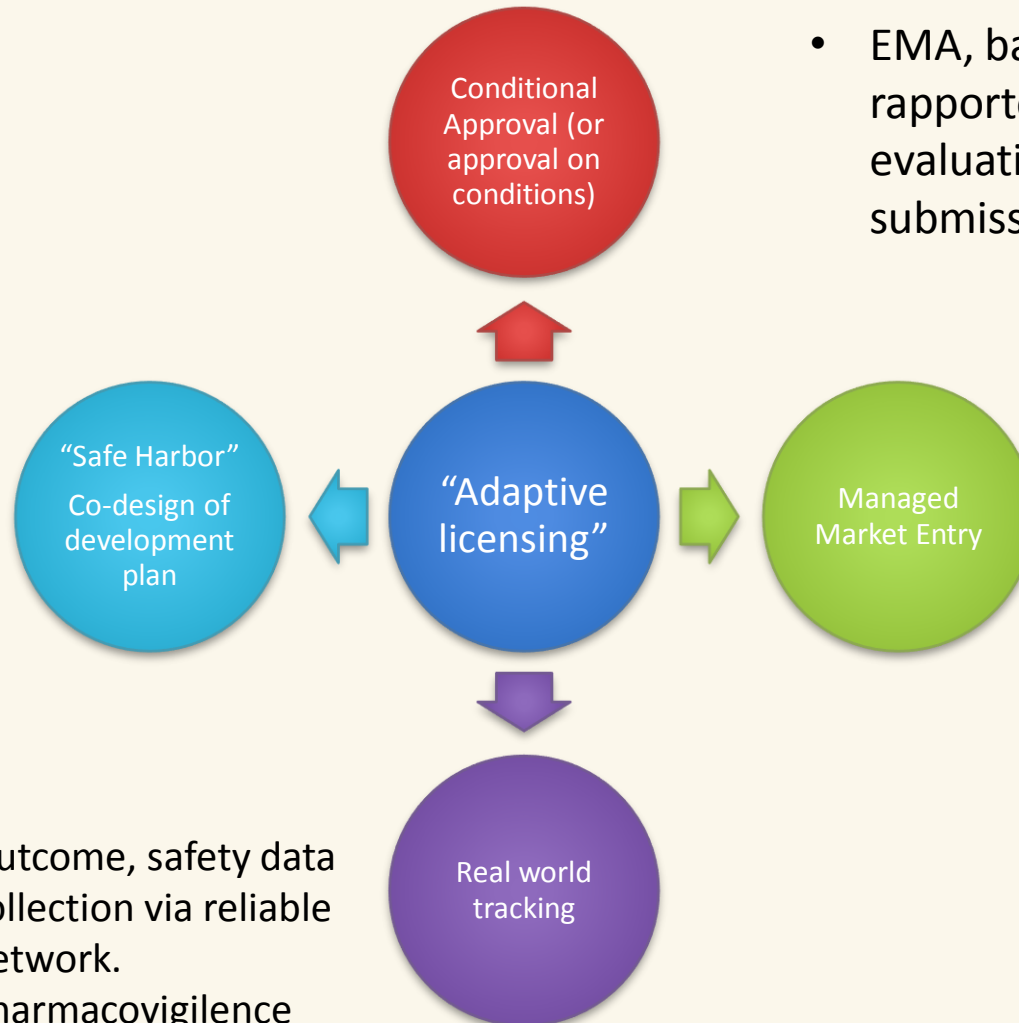 Conditional
Approval (or
approval on
conditions)
• EMA, ba
rapporte
evaluati
submiss
“Safe Harbor”
Co-design of
development
plan
“Adaptive
licensing”
Managed
Market Entry
utcome, safety data
ollection via reliable
etwork.
harmacovigilence
Real world
tracking